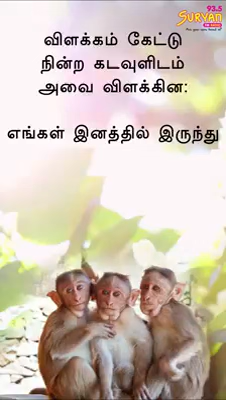 93.5
SURYAN
விளக்கம் கேட்டு
நின்ற கடவுளிடம்
அவை விளக்கின:
எங்கள் இனத்தில் இருந்து